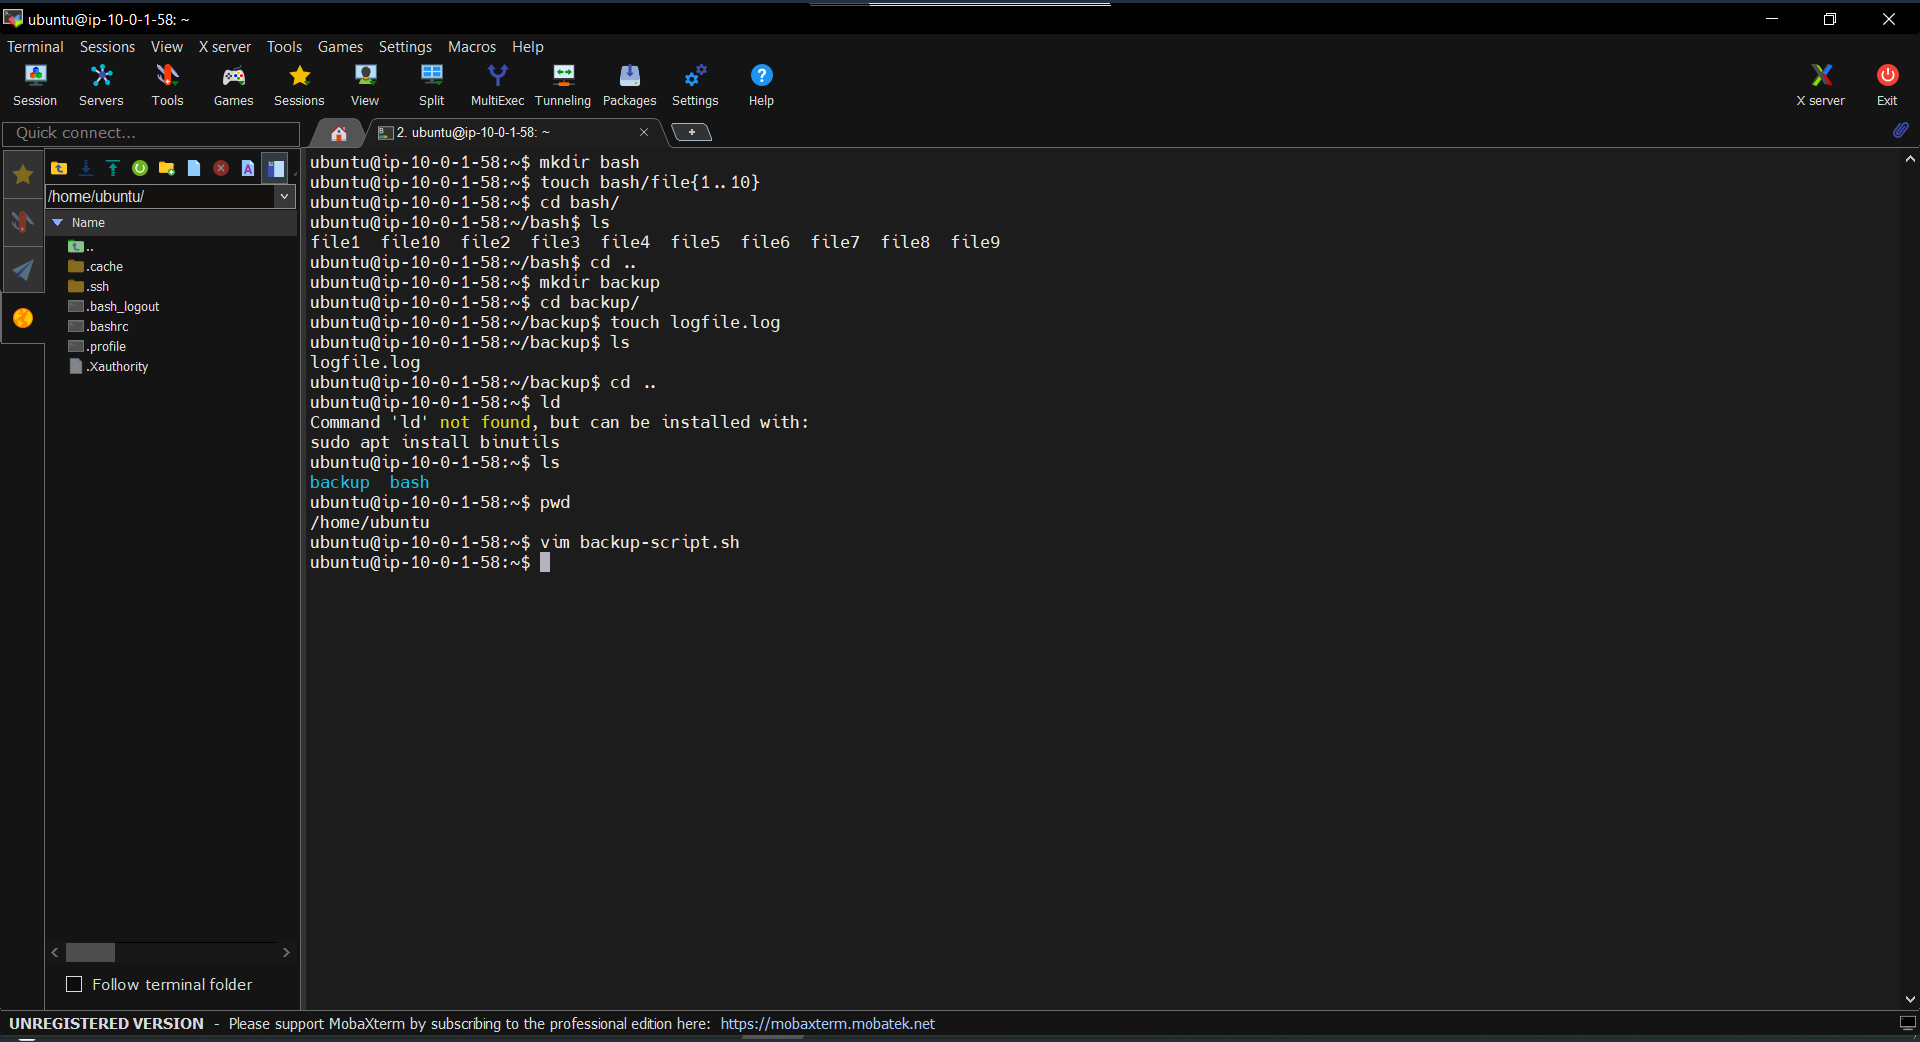 ubuntu@ip-10-0-1-58: ~
Terminal Sessions View X server Tools Games Settings Macros Help
Session Servers Tools Games Sessions View Split MultiExec Tunneling Packages Settings Help X server Exit
Quick connect...
2. ubuntu@ip-10-0-1-58: ~
/home/ubuntu/
Name
..
.cache
.ssh
.bash_logout
.bashrc
.profile
.Xauthority
Follow terminal folder
ubuntu@ip-10-0-1-58:~$ mkdir bash
ubuntu@ip-10-0-1-58:~$ touch bash/file{1..10}
ubuntu@ip-10-0-1-58:~$ cd bash/
ubuntu@ip-10-0-1-58:~/bash$ ls
file1  file10  file2  file3  file4  file5  file6  file7  file8  file9
ubuntu@ip-10-0-1-58:~/bash$ cd ..
ubuntu@ip-10-0-1-58:~$ mkdir backup
ubuntu@ip-10-0-1-58:~$ cd backup/
ubuntu@ip-10-0-1-58:~/backup$ touch logfile.log
ubuntu@ip-10-0-1-58:~/backup$ ls
logfile.log
ubuntu@ip-10-0-1-58:~/backup$ cd ..
ubuntu@ip-10-0-1-58:~$ ld
Command 'ld' not found, but can be installed with:
sudo apt install binutils
ubuntu@ip-10-0-1-58:~$ ls
backup  bash
ubuntu@ip-10-0-1-58:~$ pwd
/home/ubuntu
ubuntu@ip-10-0-1-58:~$ vim backup-script.sh
ubuntu@ip-10-0-1-58:~$
UNREGISTERED VERSION - Please support MobaXterm by subscribing to the professional edition here: https://mobaxterm.mobatek.net